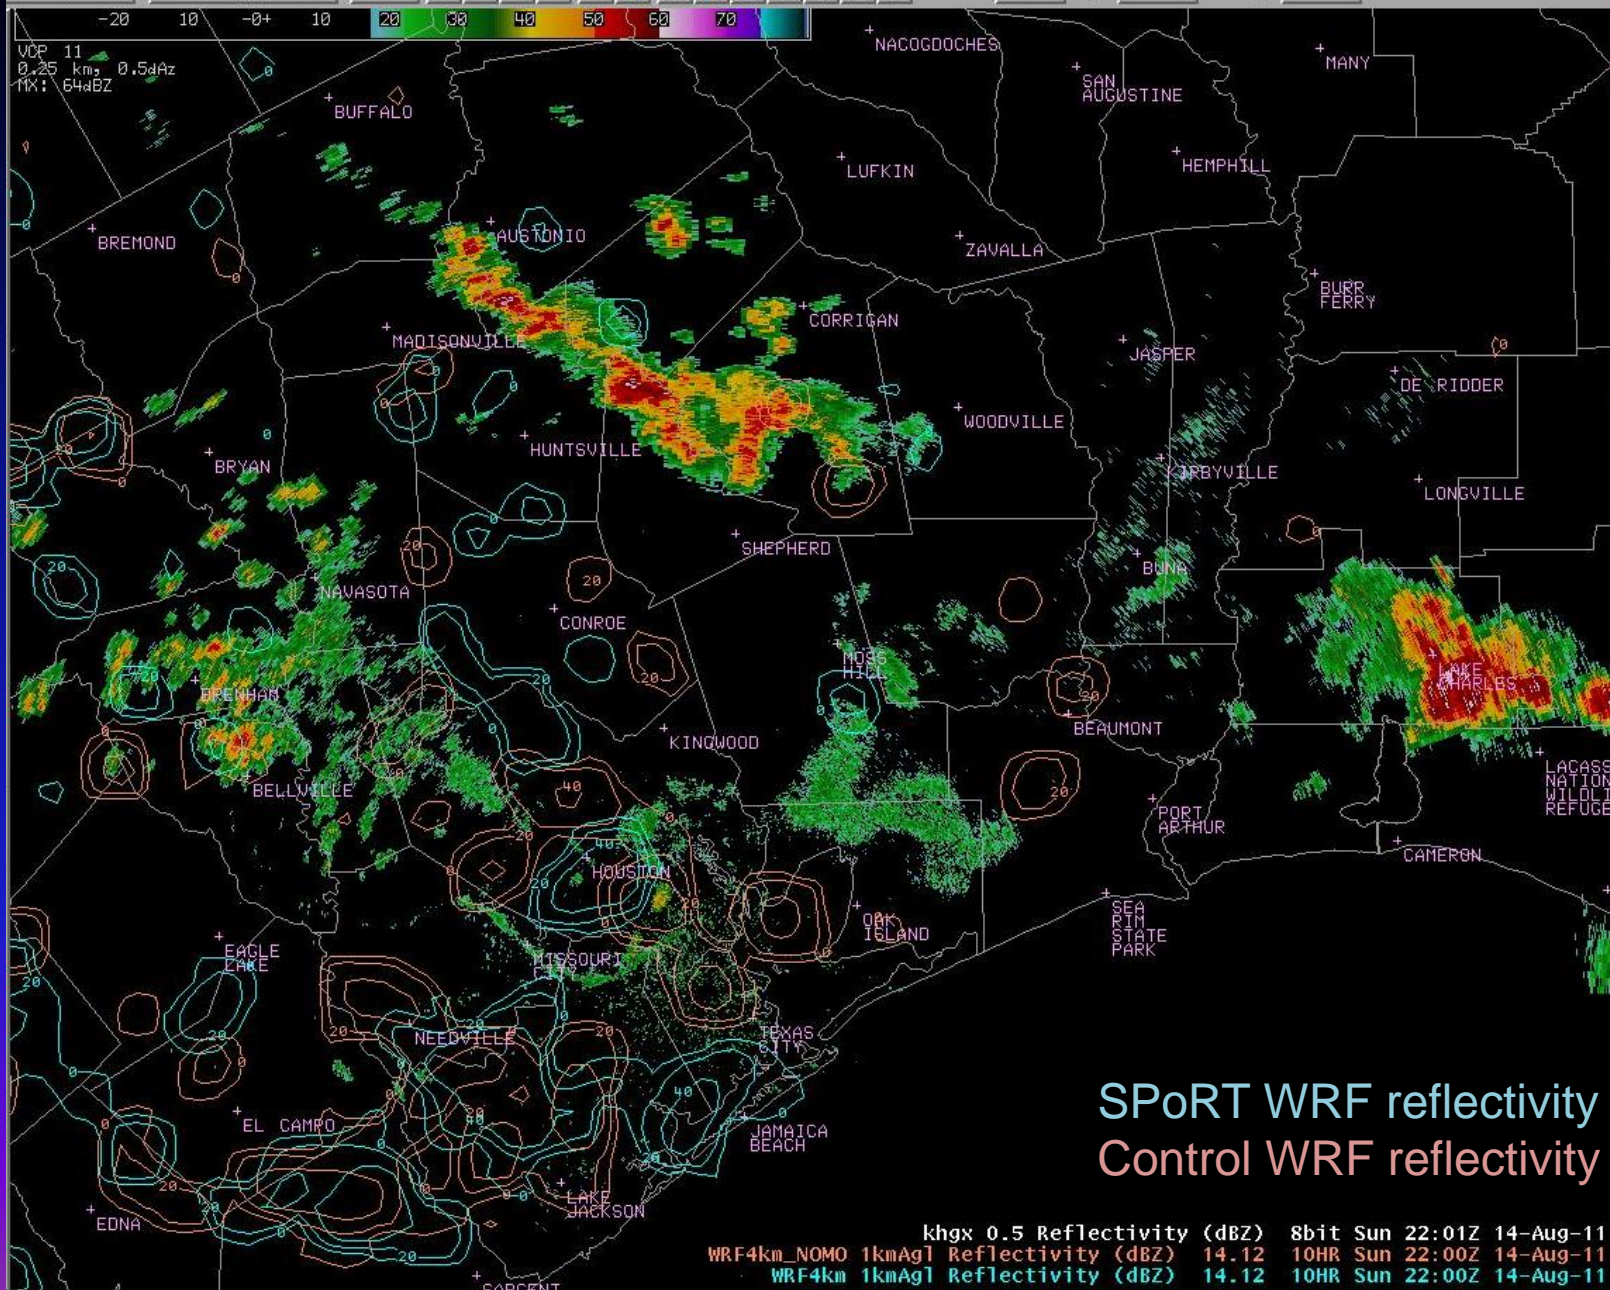 -20 10 -0+ 10 20 30 40 50 60 70
VCP 11
0.25 km, 0.5dAz
MX: 64dBZ
NACOGDOCHES
MANY
SAN
AUGUSTINE
BUFFALO
LUFKIN
HEMPHILL
BREMOND
AUSTONIO
ZAVALLA
BURR
FERRY
CORRIGAN
MADISONVILLE
JASPER
DE RIDDER
WOODVILLE
HUNTSVILLE
BRYAN
KIRBYVILLE
LONGVILLE
SHEPHERD
BUNA
NAVASOTA
CONROE
MOSS
HILL
LAKE
CHARLES
BRENHAM
BEAUMONT
KINGWOOD
LACASS
NATION
WILDLI
REFUGE
BELLVILLE
PORT
ARTHUR
CAMERON
HOUSTON
OAK
ISLAND
SEA
RIM
STATE
PARK
EAGLE
LAKE
MISSOURI
CITY
NEEDVILLE
TEXAS
CITY
EL CAMPO
JAMAICA
BEACH
SPoRT WRF reflectivity
Control WRF reflectivity
LAKE
JACKSON
EDNA
SARGENT
khgx 0.5 Reflectivity (dBZ) 8bit Sun 22:01Z 14-Aug-11
WRF4km_NOMO 1kmAgl Reflectivity (dBZ) 14.12 10HR Sun 22:00Z 14-Aug-11
WRF4km 1kmAgl Reflectivity (dBZ) 14.12 10HR Sun 22:00Z 14-Aug-11